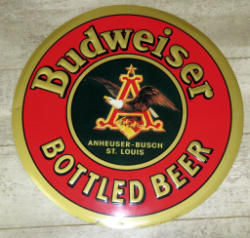 Budweiser
A
ANHEUSER-BUSCH
ST. LOUIS
BOTTLED BEER